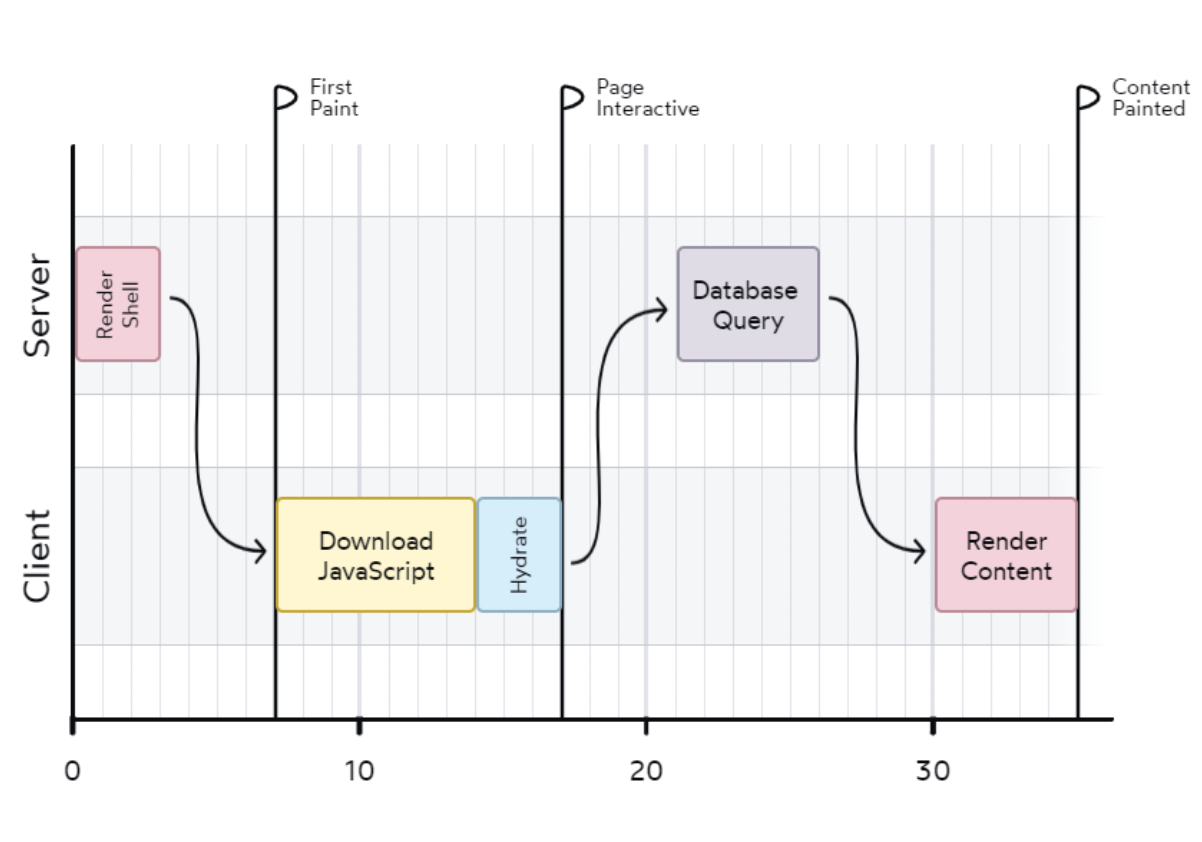 First
Paint
Page
Interactive
Content
Painted
Server
Render
Shell
Database
Query
Client
Download
JavaScript
Hydrate
Render
Content
0
10
20
30